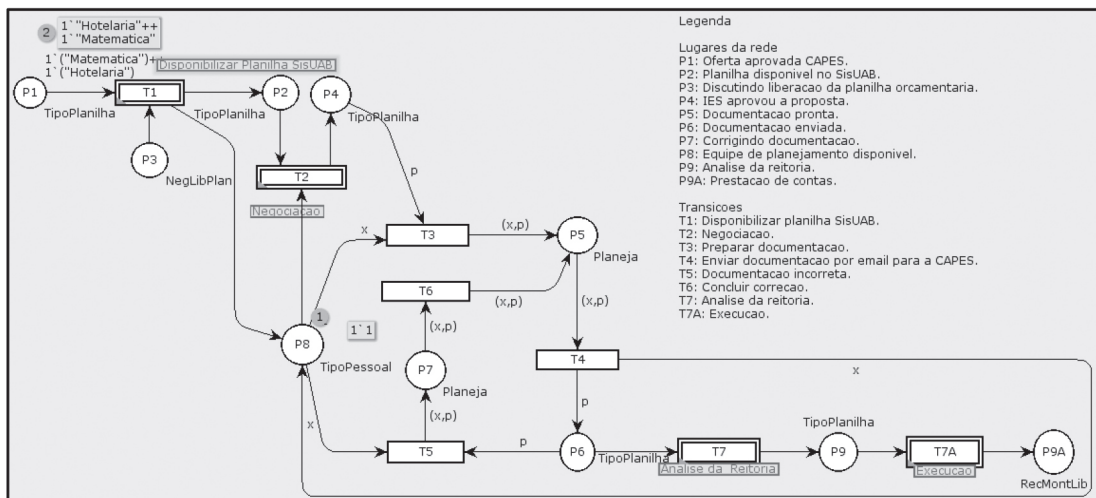 2
1`"Hotelaria"++
1`"Matematica"
1`("Matematica")+
1`("Hotelaria")
Disponibilizar Planilha SisUAB
P1
TipoPlanilha
T1
TipoPlanilha
P2
P4
TipoPlanilha
P3
NegLibPlan
T2
Negociacao
p
x
T3
(x,p)
P5
Planeja
T6
(x,p)
(x,p)
(x,p)
1
1`1
P8
TipoPessoal
P7
Planeja
T4
x
(x,p)
p
x
T5
p
P6
TipoPlanilha
T7
Analise da Reitoria
TipoPlanilha
P9
T7A
Execucao
P9A
RecMontLib
Legenda
Lugares da rede
P1: Oferta aprovada CAPES.
P2: Planilha disponivel no SisUAB.
P3: Discutindo liberacao da planilha orcamentaria.
P4: IES aprovou a proposta.
P5: Documentacao pronta.
P6: Documentacao enviada.
P7: Corrigindo documentacao.
P8: Equipe de planejamento disponivel.
P9: Analise da reitoria.
P9A: Prestacao de contas.
Transicoes
T1: Disponibilizar planilha SisUAB.
T2: Negociacao.
T3: Preparar documentacao.
T4: Enviar documentacao por email para a CAPES.
T5: Documentacao incorreta.
T6: Concluir correcao.
T7: Analise da reitoria.
T7A: Execucao.